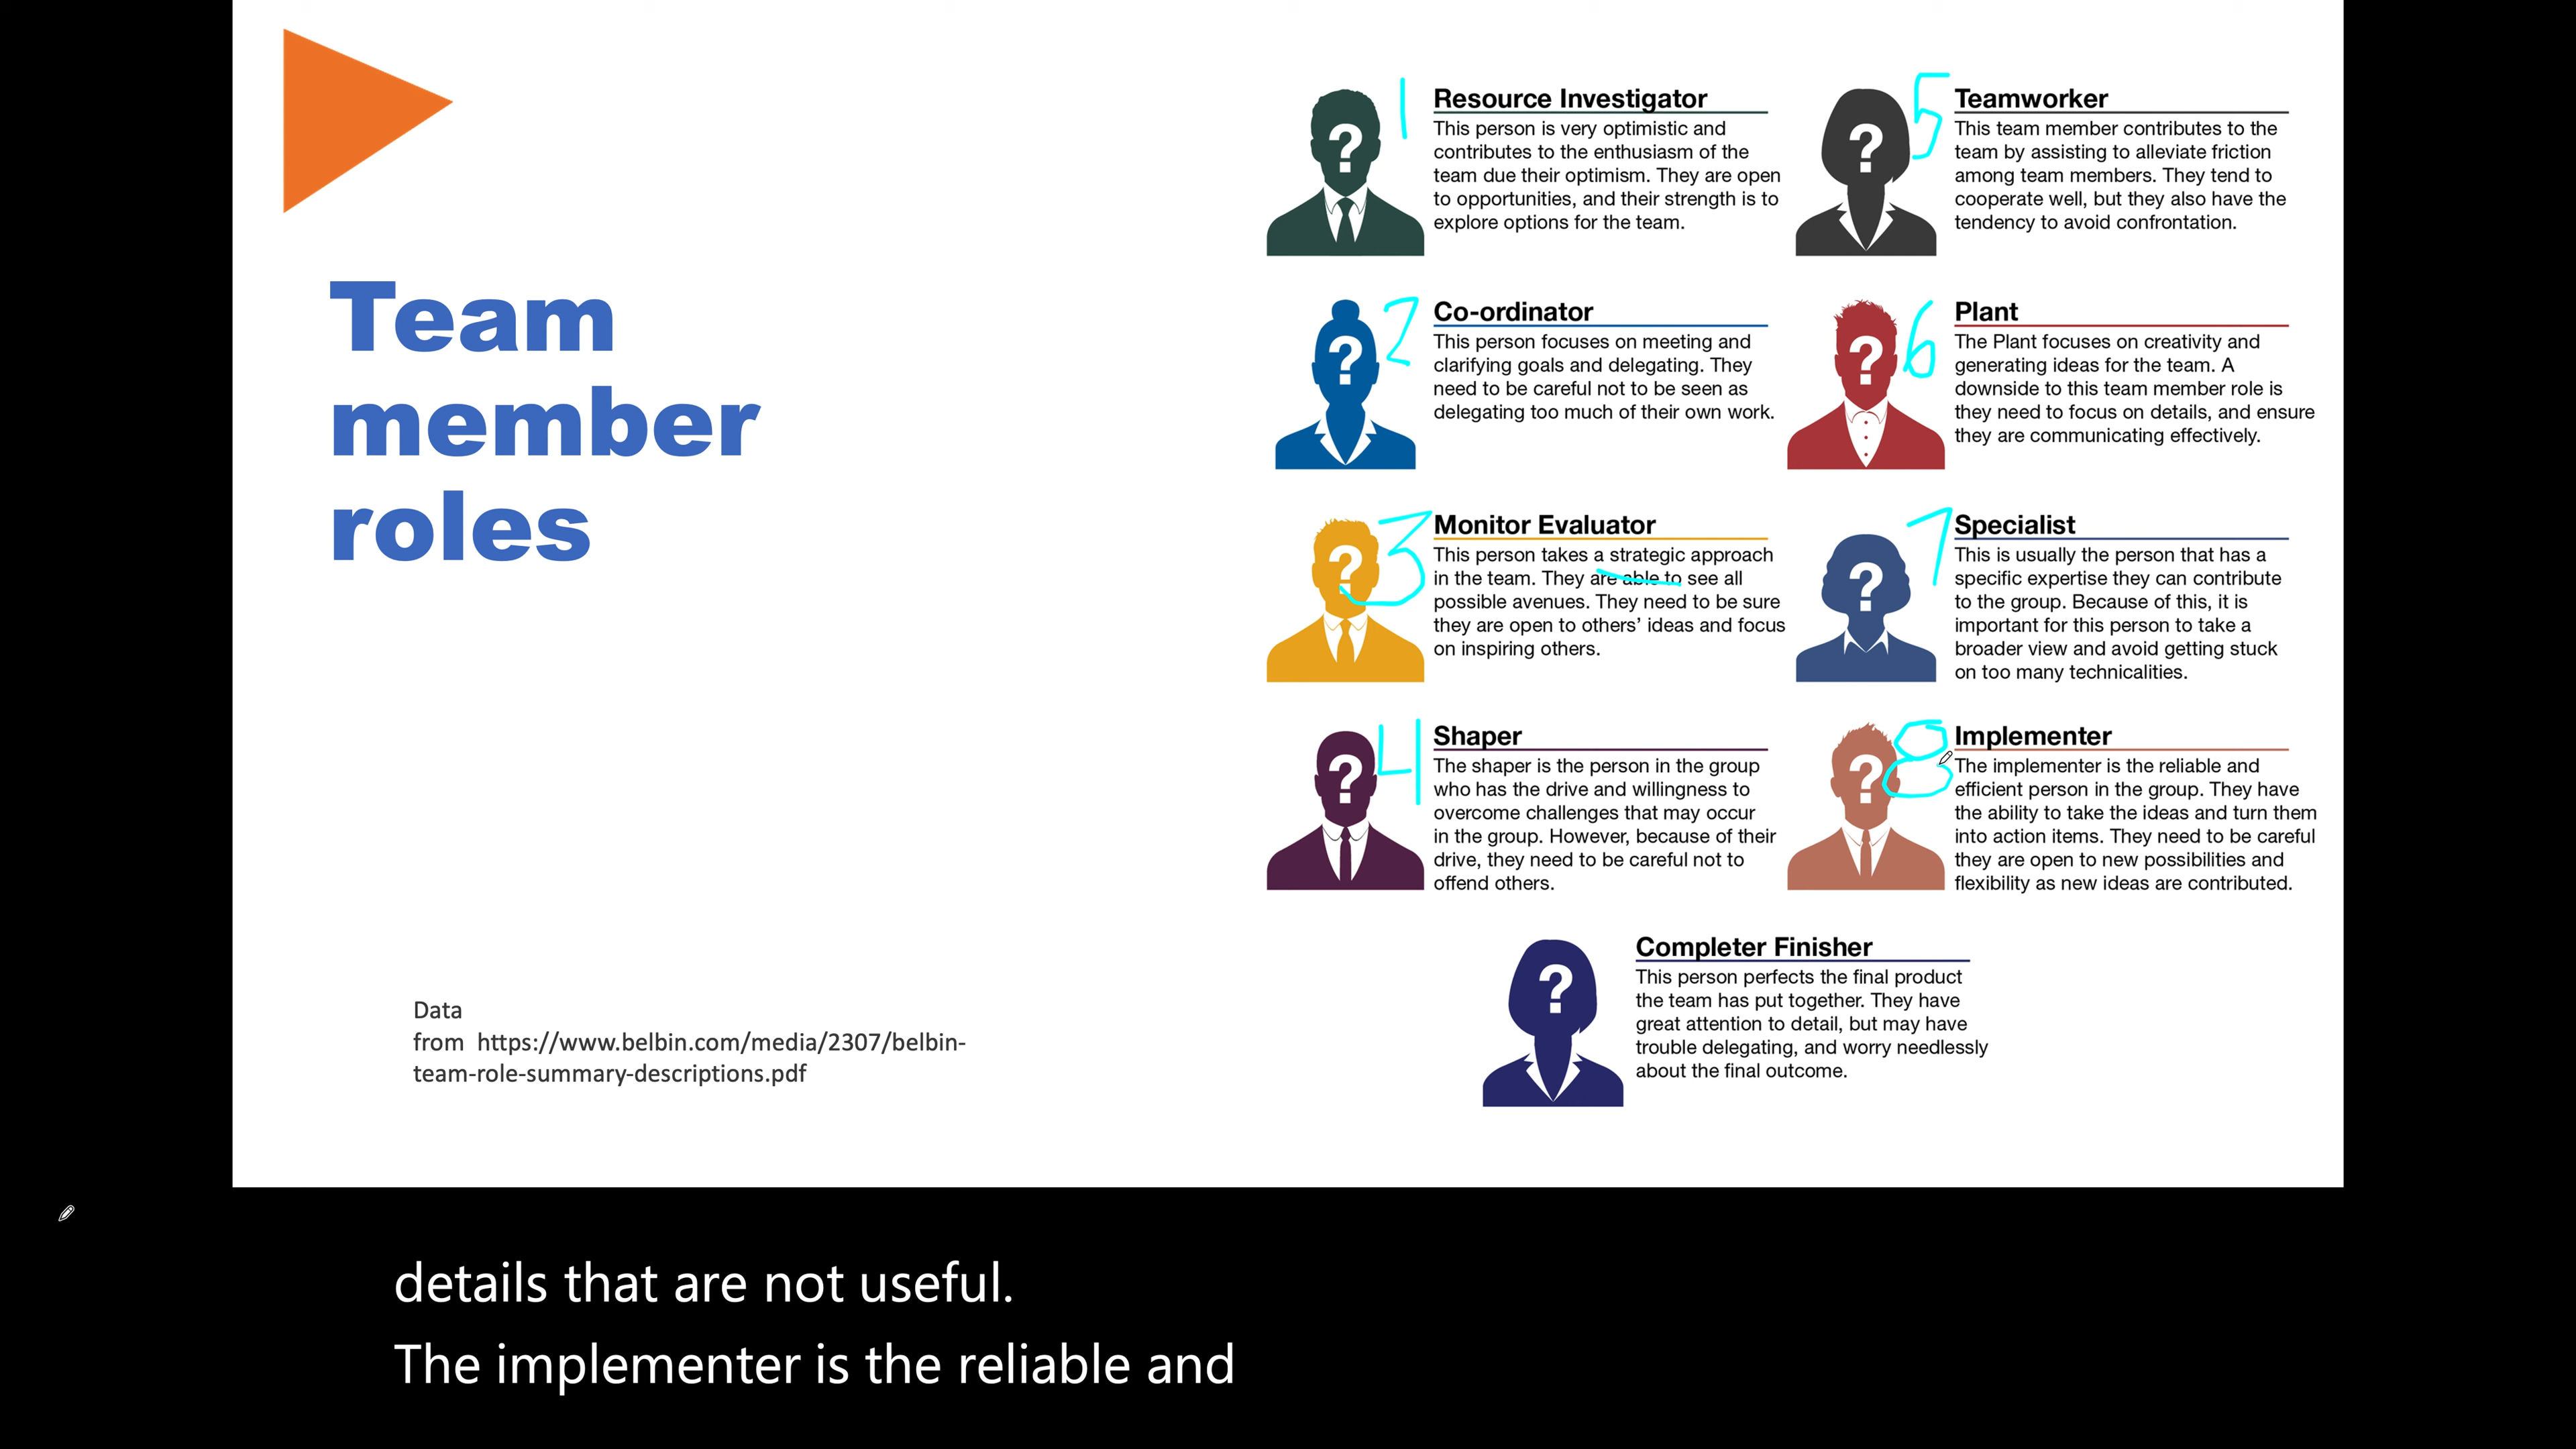 Team
member
roles
Data
from  https://www.belbin.com/media/2307/belbin-
team-role-summary-descriptions.pdf
?
1
Resource Investigator
This person is very optimistic and
contributes to the enthusiasm of the
team due their optimism. They are open
to opportunities, and their strength is to
explore options for the team.
?
2
Co-ordinator
This person focuses on meeting and
clarifying goals and delegating. They
need to be careful not to be seen as
delegating too much of their own work.
?
3
Monitor Evaluator
This person takes a strategic approach
in the team. They are able to see all
possible avenues. They need to be sure
they are open to others’ ideas and focus
on inspiring others.
?
4
Shaper
The shaper is the person in the group
who has the drive and willingness to
overcome challenges that may occur
in the group. However, because of their
drive, they need to be careful not to
offend others.
?
5
Teamworker
This team member contributes to the
team by assisting to alleviate friction
among team members. They tend to
cooperate well, but they also have the
tendency to avoid confrontation.
?
6
Plant
The Plant focuses on creativity and
generating ideas for the team. A
downside to this team member role is
they need to focus on details, and ensure
they are communicating effectively.
?
7
Specialist
This is usually the person that has a
specific expertise they can contribute
to the group. Because of this, it is
important for this person to take a
broader view and avoid getting stuck
on too many technicalities.
?
8
Implementer
The implementer is the reliable and
efficient person in the group. They have
the ability to take the ideas and turn them
into action items. They need to be careful
they are open to new possibilities and
flexibility as new ideas are contributed.
?
Completer Finisher
This person perfects the final product
the team has put together. They have
great attention to detail, but may have
trouble delegating, and worry needlessly
about the final outcome.
details that are not useful.
The implementer is the reliable and